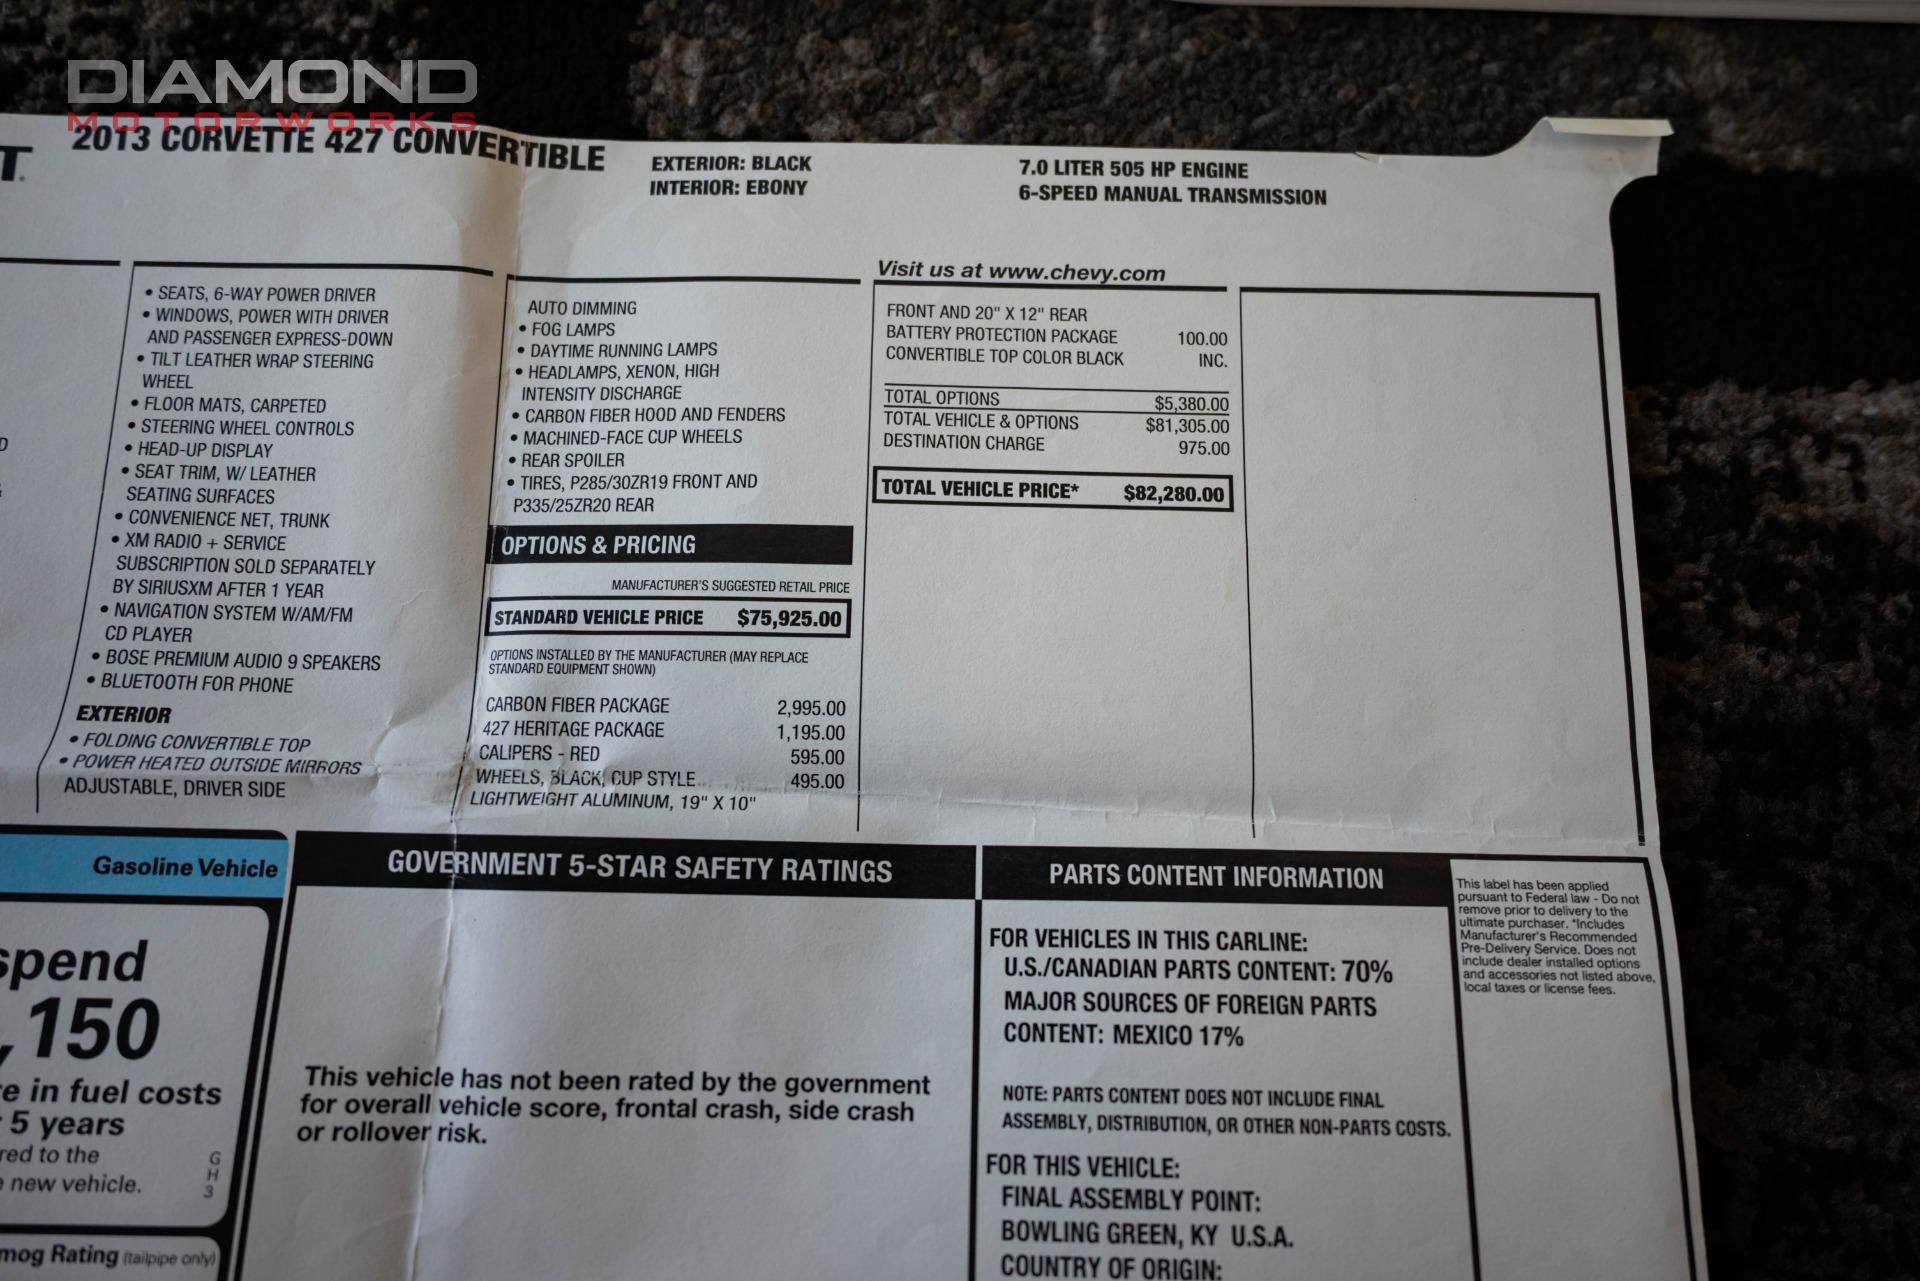 DIAMOND
MOTORWORKS
T.
2013 CORVETTE 427 CONVERTIBLE
EXTERIOR: BLACK
INTERIOR: EBONY
7.0 LITER 505 HP ENGINE
6-SPEED MANUAL TRANSMISSION
• SEATS, 6-WAY POWER DRIVER
• WINDOWS, POWER WITH DRIVER
AND PASSENGER EXPRESS-DOWN
• TILT LEATHER WRAP STEERING
WHEEL
• FLOOR MATS, CARPETED
• STEERING WHEEL CONTROLS
• HEAD-UP DISPLAY
• SEAT TRIM, W/ LEATHER
SEATING SURFACES
• CONVENIENCE NET, TRUNK
• XM RADIO + SERVICE
SUBSCRIPTION SOLD SEPARATELY
BY SIRIUSXM AFTER 1 YEAR
• NAVIGATION SYSTEM W/AM/FM
CD PLAYER
• BOSE PREMIUM AUDIO 9 SPEAKERS
• BLUETOOTH FOR PHONE
EXTERIOR
• FOLDING CONVERTIBLE TOP
• POWER HEATED OUTSIDE MIRRORS
ADJUSTABLE, DRIVER SIDE
AUTO DIMMING
• FOG LAMPS
• DAYTIME RUNNING LAMPS
• HEADLAMPS, XENON, HIGH
INTENSITY DISCHARGE
• CARBON FIBER HOOD AND FENDERS
• MACHINED-FACE CUP WHEELS
• REAR SPOILER
• TIRES, P285/30ZR19 FRONT AND
P335/25ZR20 REAR
OPTIONS & PRICING
MANUFACTURER'S SUGGESTED RETAIL PRICE
STANDARD VEHICLE PRICE $75,925.00
OPTIONS INSTALLED BY THE MANUFACTURER (MAY REPLACE
STANDARD EQUIPMENT SHOWN)
CARBON FIBER PACKAGE 2,995.00
427 HERITAGE PACKAGE 1,195.00
CALIPERS - RED 595.00
WHEELS, BLACK, CUP STYLE 495.00
LIGHTWEIGHT ALUMINUM, 19" X 10"
Visit us at www.chevy.com
FRONT AND 20" X 12" REAR
BATTERY PROTECTION PACKAGE 100.00
CONVERTIBLE TOP COLOR BLACK INC.
TOTAL OPTIONS $5,380.00
TOTAL VEHICLE & OPTIONS $81,305.00
DESTINATION CHARGE 975.00
TOTAL VEHICLE PRICE* $82,280.00
Gasoline Vehicle
spend
,150
e in fuel costs
5 years
red to the
new vehicle.
G
H
3
mog Rating (tailpipe only)
GOVERNMENT 5-STAR SAFETY RATINGS
This vehicle has not been rated by the government
for overall vehicle score, frontal crash, side crash
or rollover risk.
PARTS CONTENT INFORMATION
FOR VEHICLES IN THIS CARLINE:
U.S./CANADIAN PARTS CONTENT: 70%
MAJOR SOURCES OF FOREIGN PARTS
CONTENT: MEXICO 17%
NOTE: PARTS CONTENT DOES NOT INCLUDE FINAL
ASSEMBLY, DISTRIBUTION, OR OTHER NON-PARTS COSTS.
FOR THIS VEHICLE:
FINAL ASSEMBLY POINT:
BOWLING GREEN, KY U.S.A.
COUNTRY OF ORIGIN:
This label has been applied
pursuant to Federal law - Do not
remove prior to delivery to the
ultimate purchaser. *Includes
Manufacturer's Recommended
Pre-Delivery Service. Does not
include dealer installed options
and accessories not listed above,
local taxes or license fees.